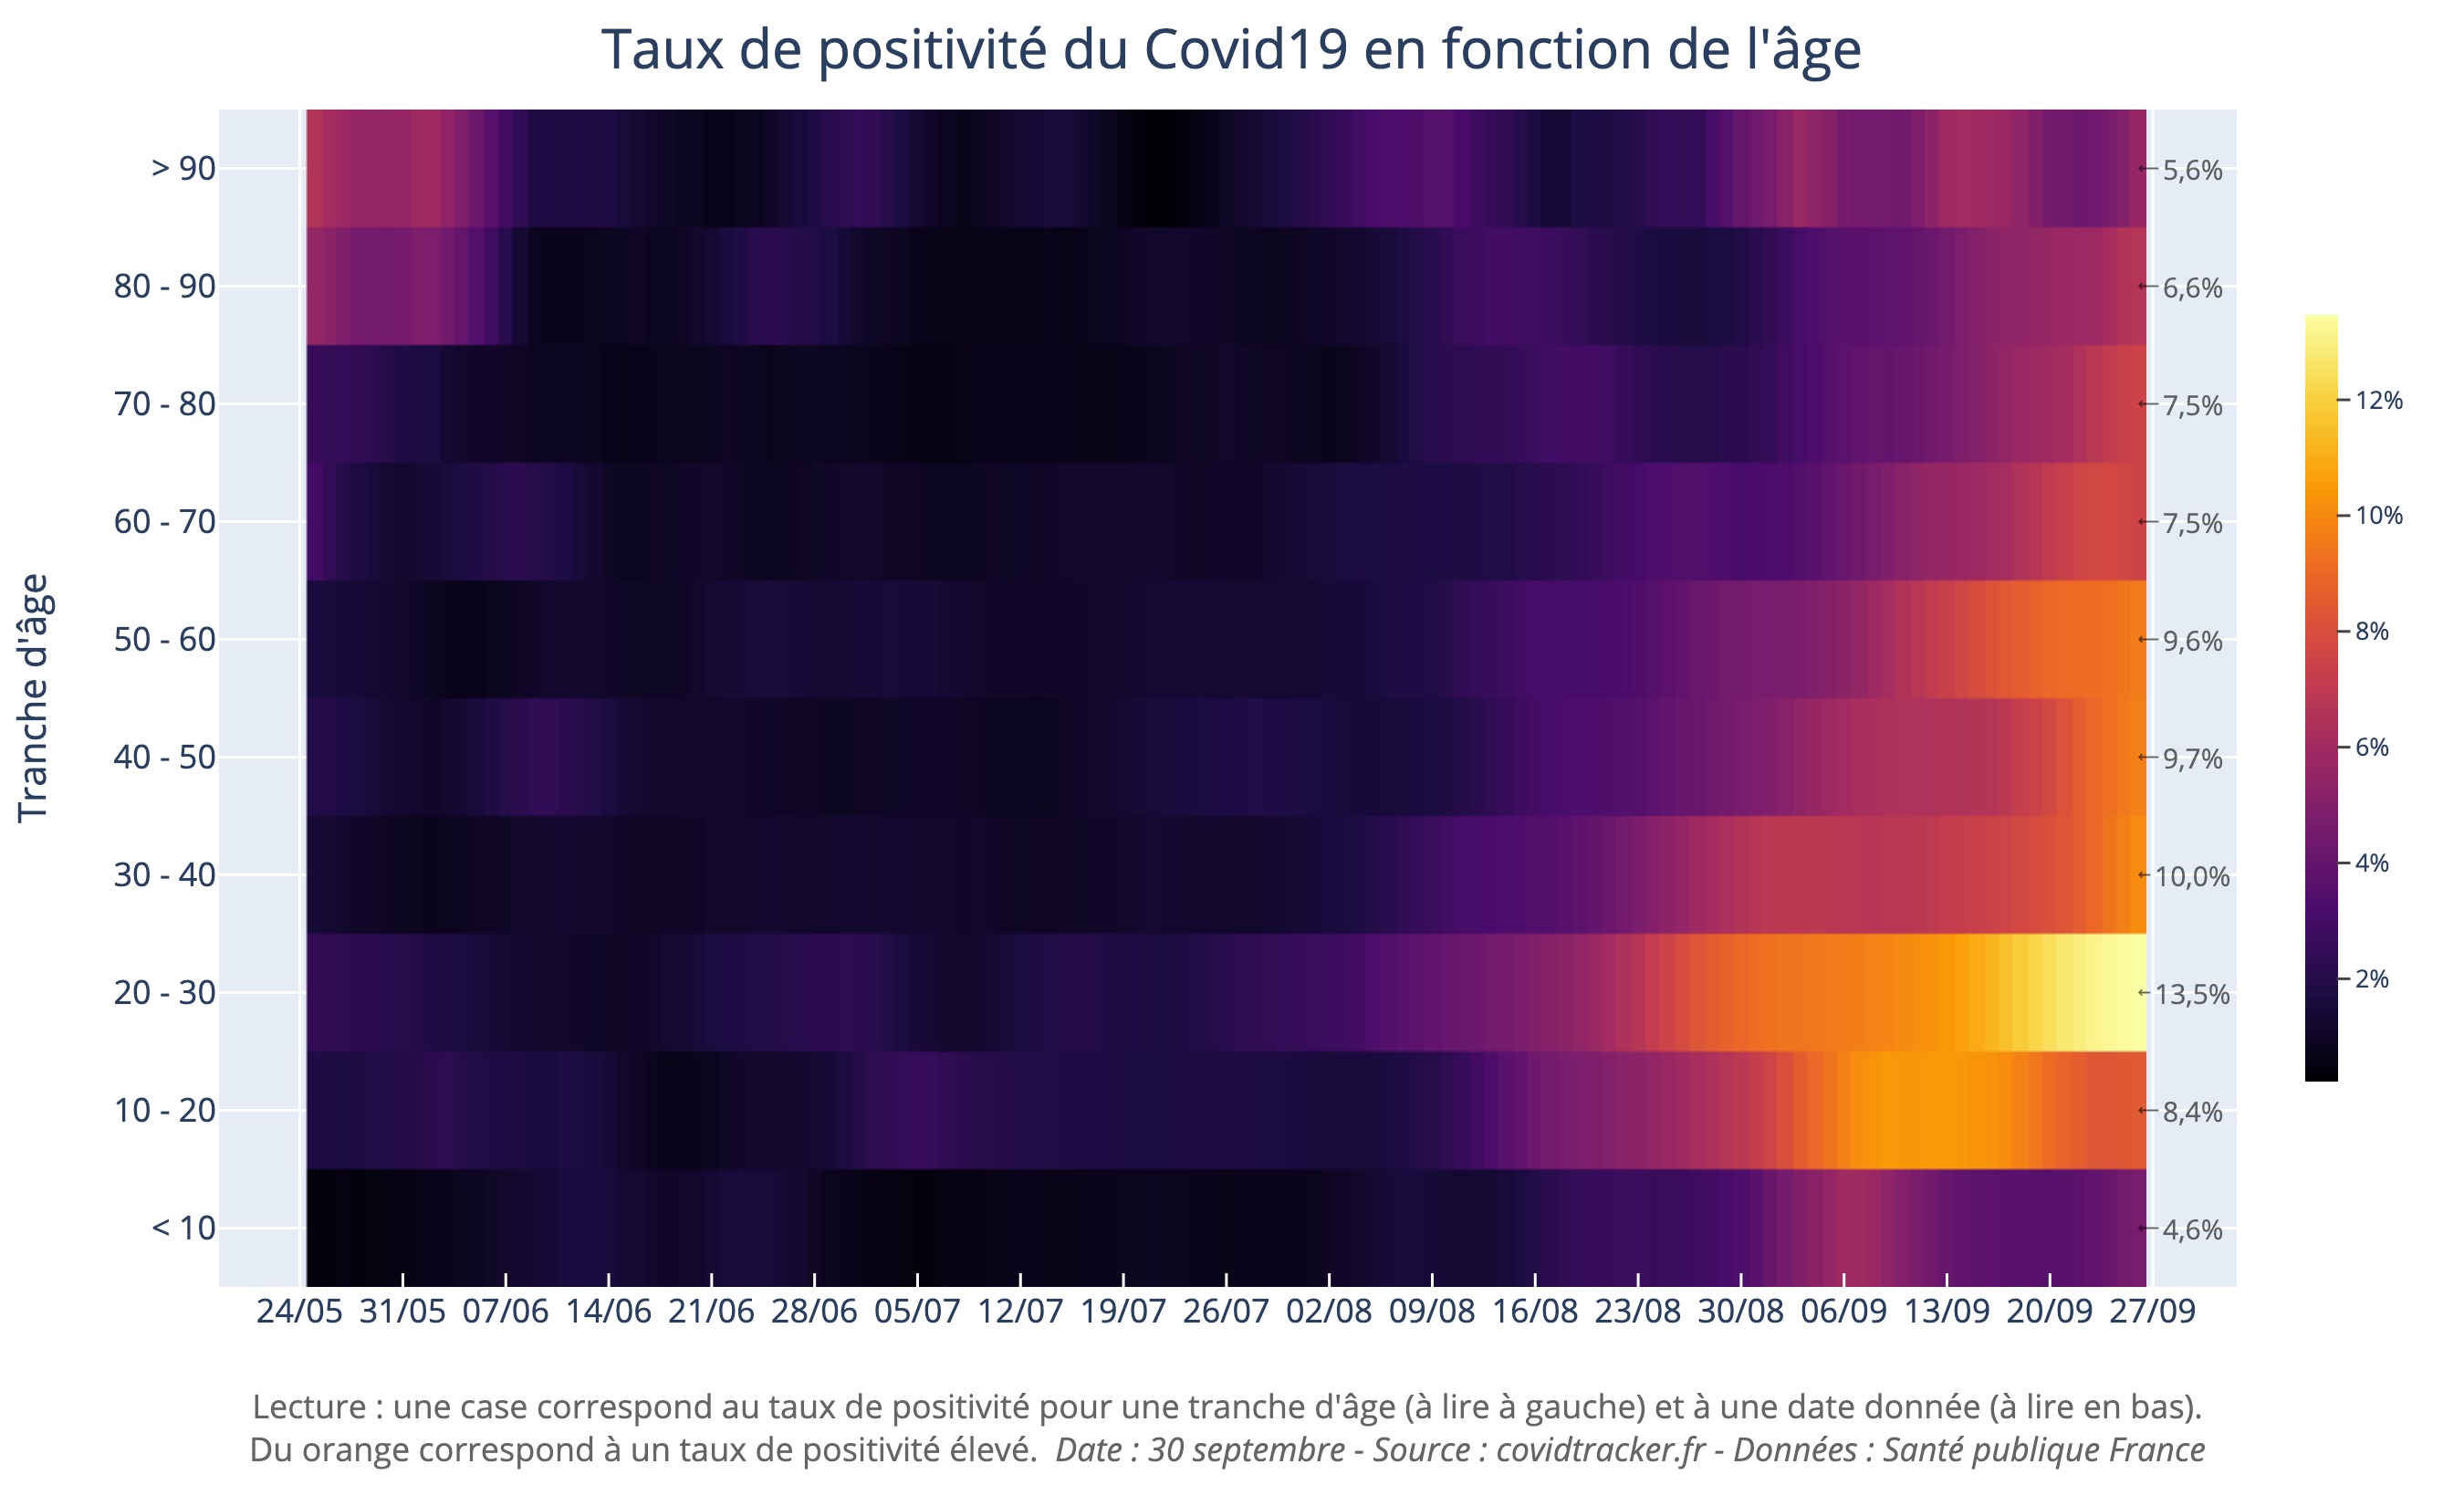 Taux de positivité du Covid19 en fonction de l'âge
Tranche d'âge
> 90
80 - 90
70 - 80
60 - 70
50 - 60
40 - 50
30 - 40
20 - 30
10 - 20
< 10
5,6%
6,6%
7,5%
7,5%
9,6%
9,7%
10,0%
13,5%
8,4%
4,6%
12%
10%
8%
6%
4%
2%
24/05 31/05 07/06 14/06 21/06 28/06 05/07 12/07 19/07 26/07 02/08 09/08 16/08 23/08 30/08 06/09 13/09 20/09 27/09
Lecture : une case correspond au taux de positivité pour une tranche d'âge (à lire à gauche) et à une date donnée (à lire en bas).
Du orange correspond à un taux de positivité élevé. Date : 30 septembre - Source : covidtracker.fr - Données : Santé publique France